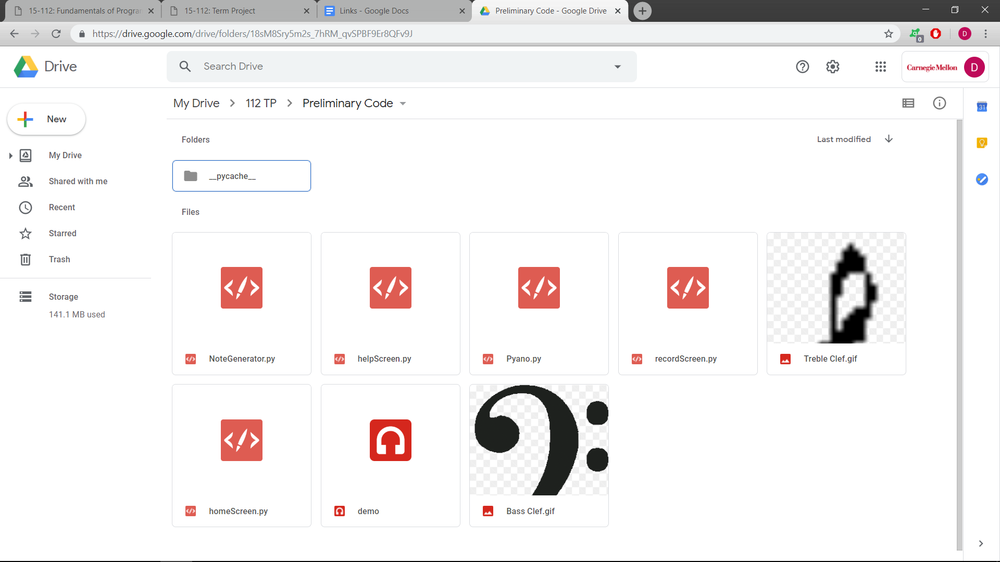 15-112: Fundamentals of Progra
15-112: Term Project
Links - Google Docs
Preliminary Code - Google Drive
https://drive.google.com/drive/folders/18sM8Sry5m2s_7hRM_qvSPBF9Er8QFv9J
0
D
Drive
Search Drive
Carnegie Mellon
D
My Drive
112 TP
Preliminary Code
New
31
Folders
Last modified
My Drive
__pycache__
Shared with me
Recent
Files
Starred
Trash
Storage
141.1 MB used
NoteGenerator.py
helpScreen.py
Pyano.py
recordScreen.py
Treble Clef.gif
homeScreen.py
demo
Bass Clef.gif